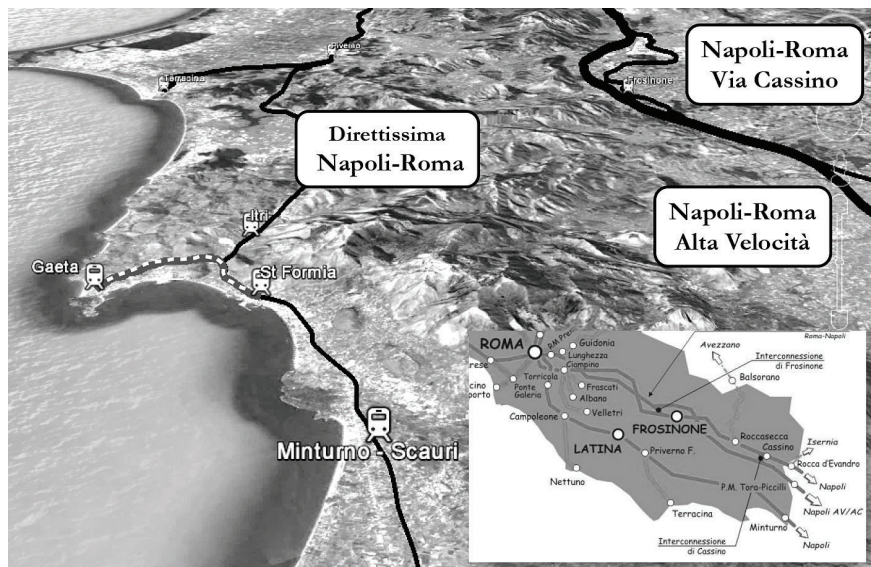 Priverno
Terracina
Napoli-Roma
Via Cassino
Frosinone
Direttissima
Napoli-Roma
Napoli-Roma
Alta Velocità
Itri
Gaeta
St Formia
Minturno - Scauri
Roma-Napoli
ROMA
Guidonia
Lunghezza
Ciampino
Avezzano
Interconnessione
di Frosinone
Balsorano
Torricola
Ponte
Galeria
Frascati
Albano
Velletri
Campoleone
FROSINONE
LATINA
Roccasecca
Cassino
Isernia
Priverno F.
Rocca d'Evandro
Nettuno
P.M. Tora-Piccilli
Napoli
Napoli AV/AC
Terracina
Minturno
Interconnessione
di Cassino
Napoli